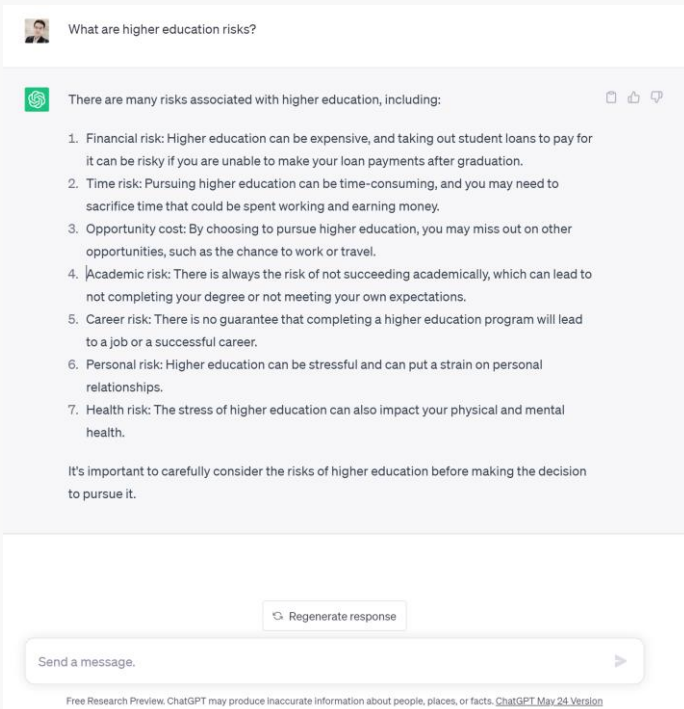 What are higher education risks?
There are many risks associated with higher education, including:
1. Financial risk: Higher education can be expensive, and taking out student loans to pay for
it can be risky if you are unable to make your loan payments after graduation.
2. Time risk: Pursuing higher education can be time-consuming, and you may need to
sacrifice time that could be spent working and earning money.
3. Opportunity cost: By choosing to pursue higher education, you may miss out on other
opportunities, such as the chance to work or travel.
4. Academic risk: There is always the risk of not succeeding academically, which can lead to
not completing your degree or not meeting your own expectations.
5. Career risk: There is no guarantee that completing a higher education program will lead
to a job or a successful career.
6. Personal risk: Higher education can be stressful and can put a strain on personal
relationships.
7. Health risk: The stress of higher education can also impact your physical and mental
health.
It's important to carefully consider the risks of higher education before making the decision
to pursue it.
Regenerate response
Send a message.
Free Research Preview. ChatGPT may produce inaccurate information about people, places, or facts. ChatGPT May 24 Version